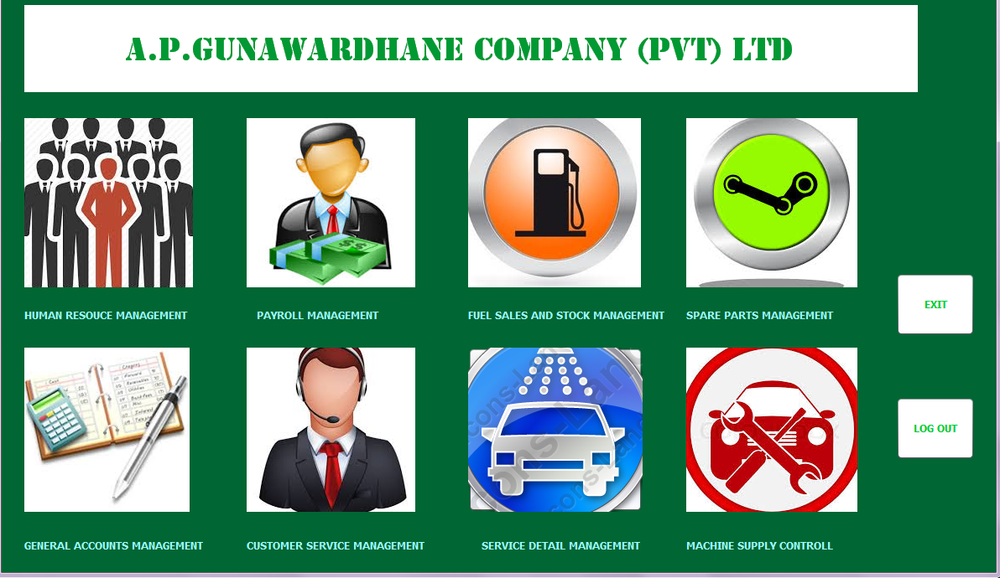 A.P.GUNAWARDHANE COMPANY (PVT) LTD
HUMAN RESOUCE MANAGEMENT
PAYROLL MANAGEMENT
FUEL SALES AND STOCK MANAGEMENT
SPARE PARTS MANAGEMENT
EXIT
LOG OUT
GENERAL ACCOUNTS MANAGEMENT
CUSTOMER SERVICE MANAGEMENT
SERVICE DETAIL MANAGEMENT
MACHINE SUPPLY CONTROLL